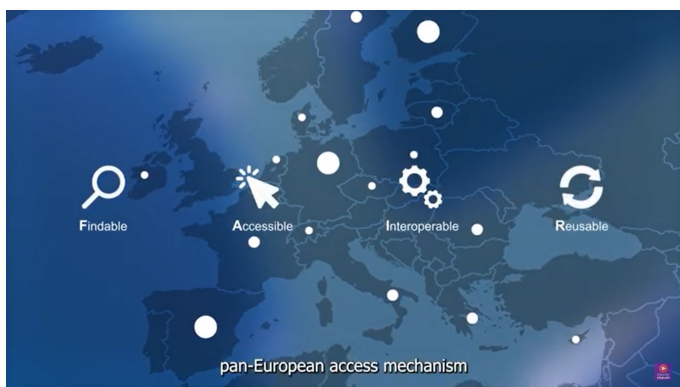 Findable
Accessible
Interoperable
Reusable
pan-European access mechanism